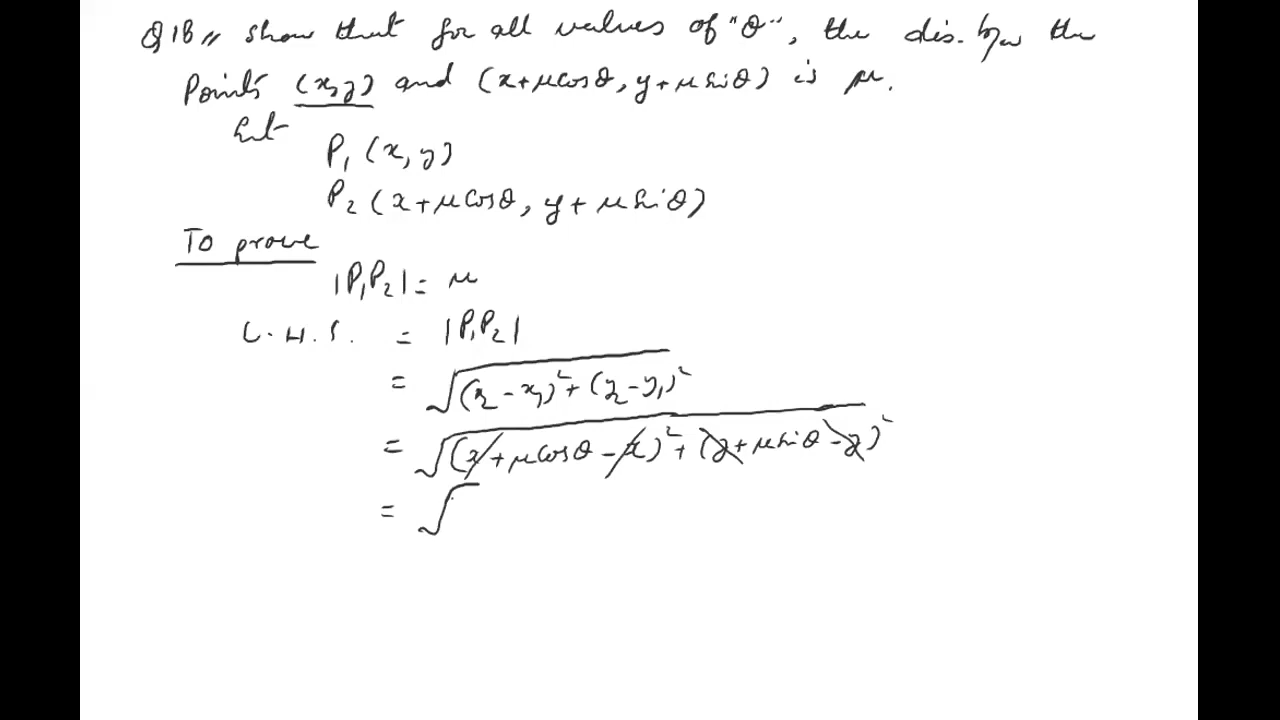 Q 18 // Show that for all values of "θ", the dis. b/w the
Points (x,y) and (x+μcosθ, y+μsinθ) is μ.
Let
P₁ (x, y)
P₂ (x+μcosθ, y+μsinθ)
To prove
|P₁P₂| = μ
L.H.S. = |P₁P₂|
= √((x₂ - x₁)² + (y₂ - y₁)²)
= √((x+μcosθ - x)² + (y+μsinθ - y)²)
= √